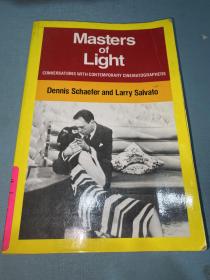 Masters
of
Light
CONVERSATIONS WITH CONTEMPORARY CINEMATOGRAPHERS
Dennis Schaefer and Larry Salvato